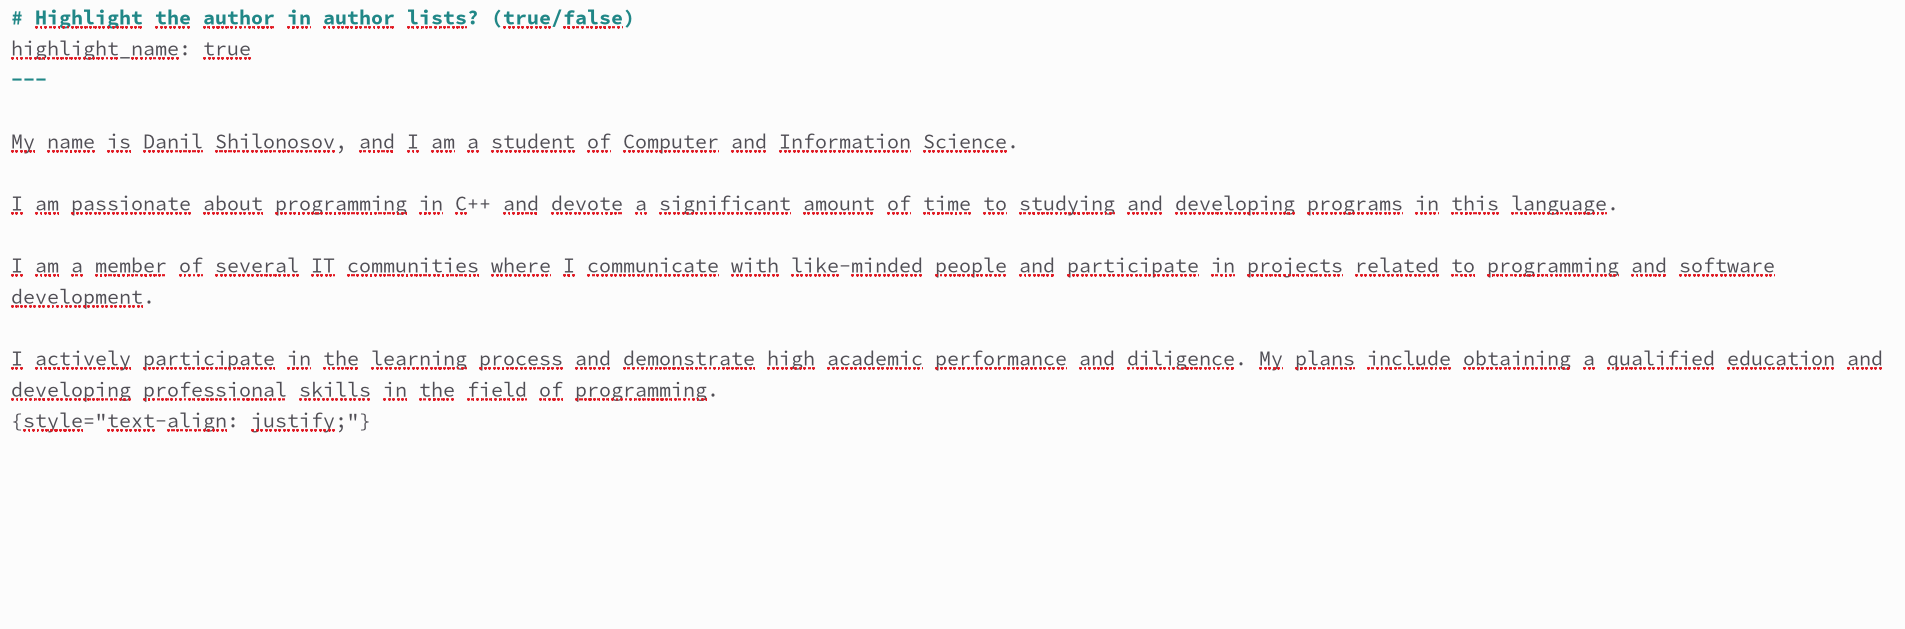 # Highlight the author in author lists? (true/false)
highlight_name: true
---
My name is Danil Shilonosov, and I am a student of Computer and Information Science.
I am passionate about programming in C++ and devote a significant amount of time to studying and developing programs in this language.
I am a member of several IT communities where I communicate with like-minded people and participate in projects related to programming and software
development.
I actively participate in the learning process and demonstrate high academic performance and diligence. My plans include obtaining a qualified education and
developing professional skills in the field of programming.
{style="text-align: justify;"}